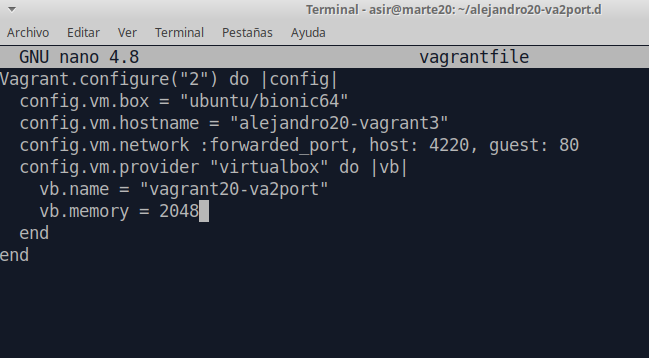 Terminal - asir@marte20: ~/alejandro20-va2port.d
Archivo Editar Ver Terminal Pestañas Ayuda
GNU nano 4.8 vagrantfile
Vagrant.configure("2") do |config|
  config.vm.box = "ubuntu/bionic64"
  config.vm.hostname = "alejandro20-vagrant3"
  config.vm.network :forwarded_port, host: 4220, guest: 80
  config.vm.provider "virtualbox" do |vb|
    vb.name = "vagrant20-va2port"
    vb.memory = 2048
  end
end